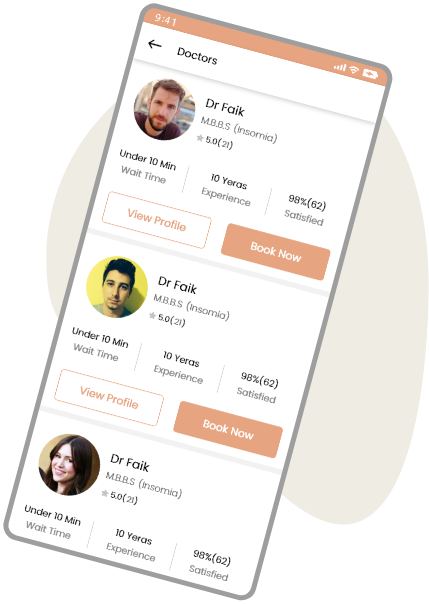 9:41
Doctors
Dr Faik
M.B.B.S (Insomia)
5.0(21)
Under 10 Min
Wait Time
10 Yeras
Experience
98%(62)
Satisfied
View Profile
Book Now
Dr Faik
M.B.B.S (Insomia)
5.0(21)
Under 10 Min
Wait Time
10 Yeras
Experience
98%(62)
Satisfied
View Profile
Book Now
Dr Faik
M.B.B.S (Insomia)
5.0(21)
Under 10 Min
Wait Time
10 Yeras
Experience
98%(62)
Satisfied